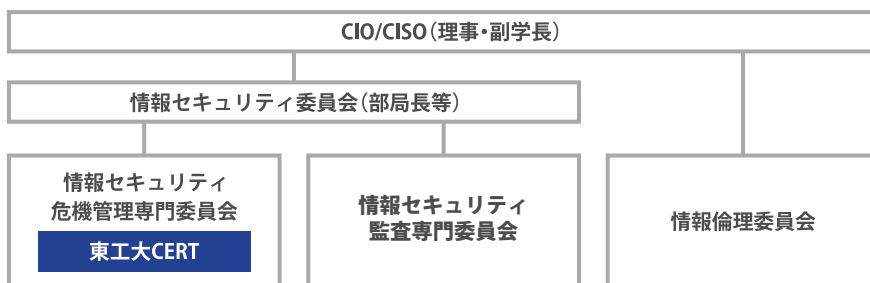 CIO/CISO（理事・副学長）
情報セキュリティ委員会（部局長等）
情報セキュリティ
危機管理専門委員会
東工大CERT
情報セキュリティ
監査専門委員会
情報倫理委員会